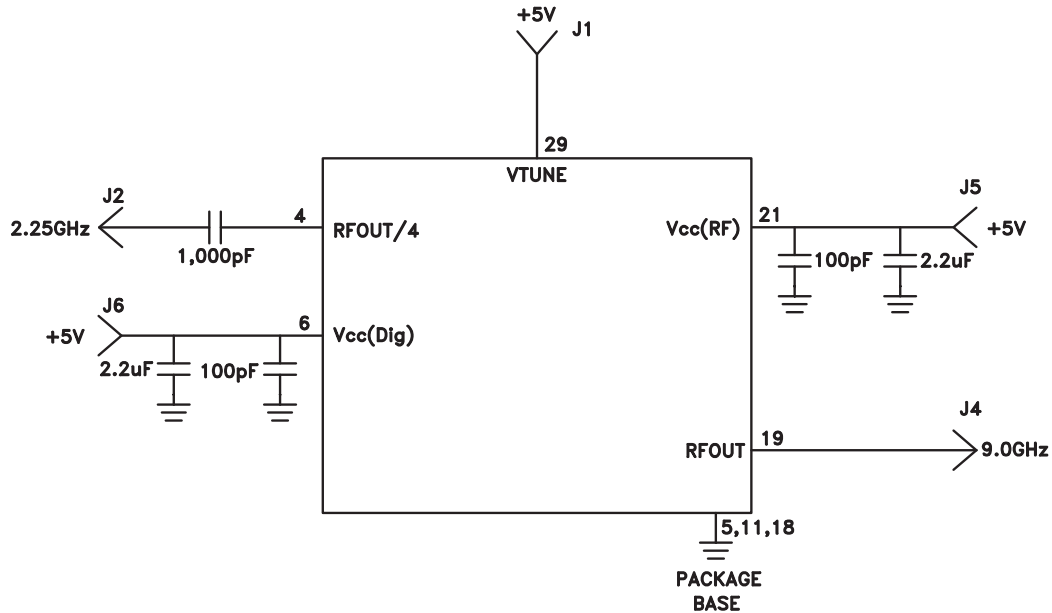 +5V
J1
29
VTUNE
J2
2.25GHz
1,000pF
4
RFOUT/4
Vcc(RF)
21
J5
+5V
100pF
2.2uF
J6
+5V
6
Vcc(Dig)
2.2uF
100pF
J4
RFOUT
19
9.0GHz
5,11,18
PACKAGE
BASE